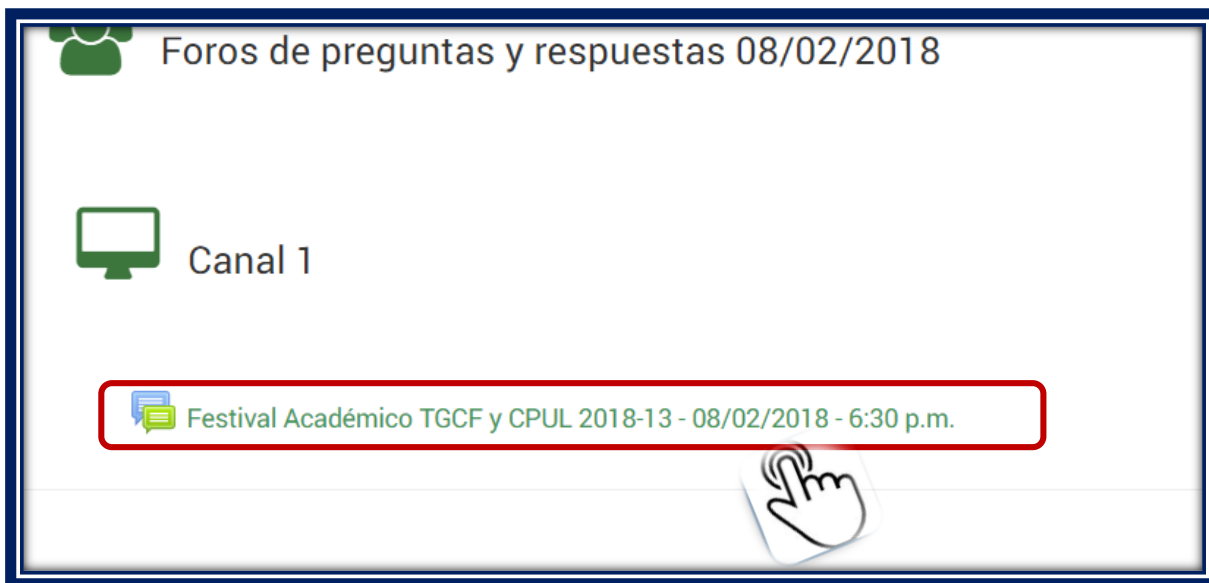 Foros de preguntas y respuestas 08/02/2018
Canal 1
Festival Académico TGCF y CPUL 2018-13 - 08/02/2018 - 6:30 p.m.